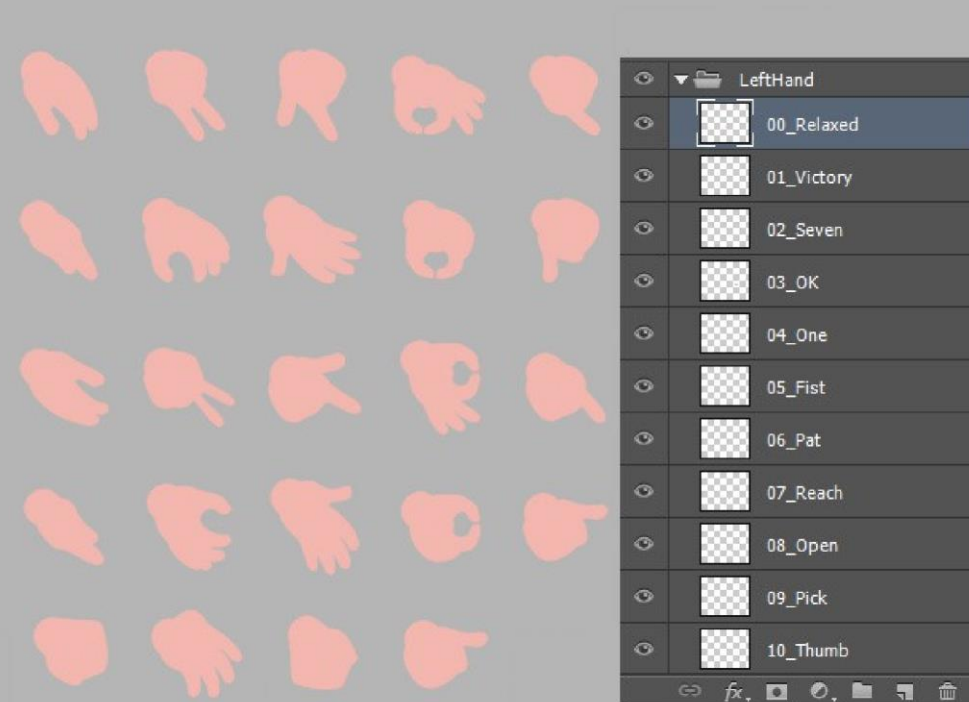 LeftHand
00_Relaxed
01_Victory
02_Seven
03_OK
04_One
05_Fist
06_Pat
07_Reach
08_Open
09_Pick
10_Thumb
fx.